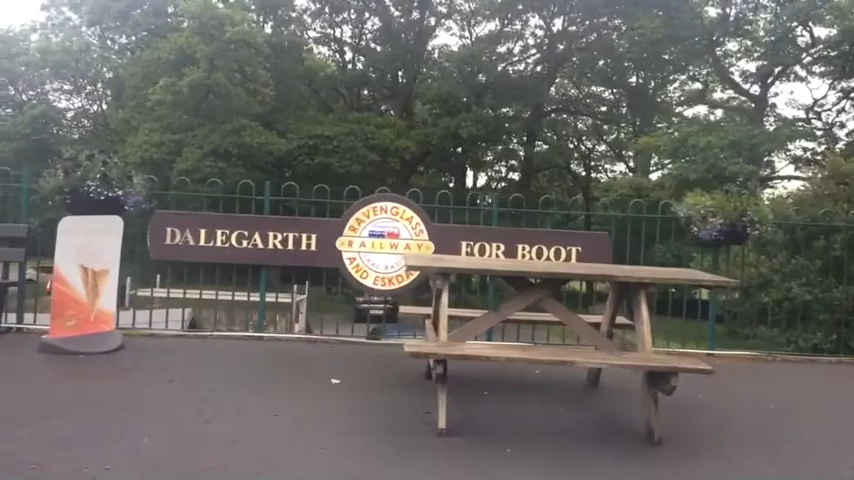 DALEGARTH
RAVENGLASS
RAILWAY
AND ESKDALE
FOR BOOT